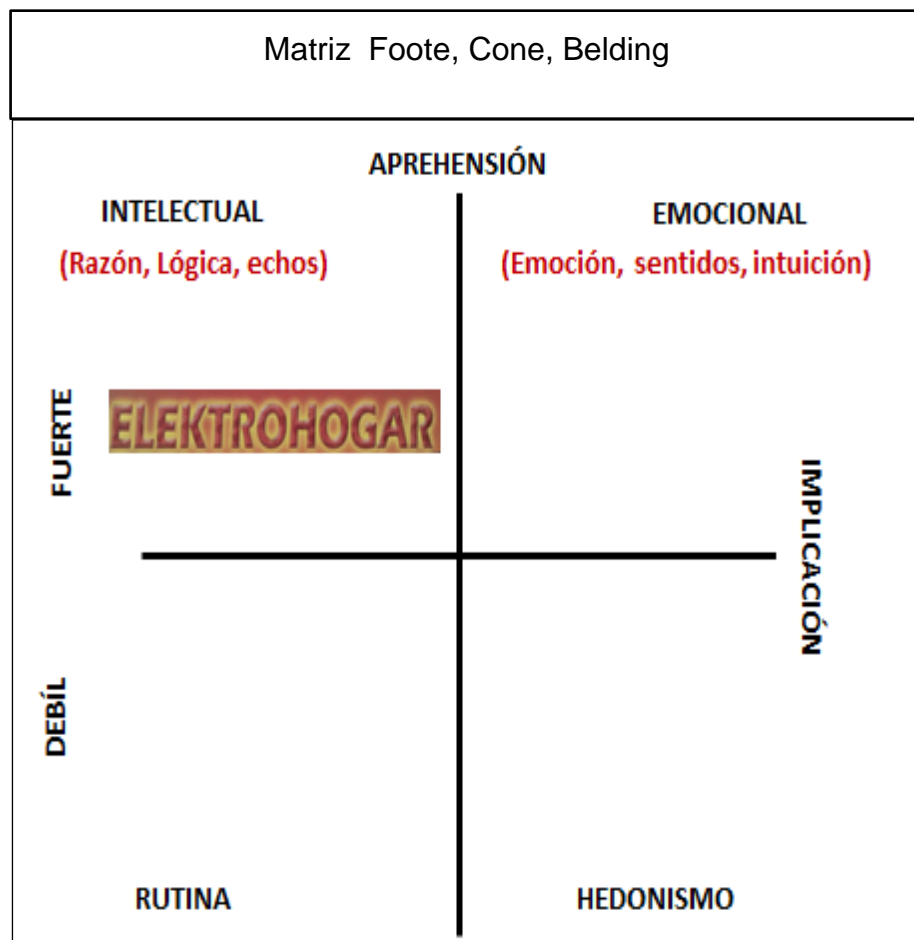 Matriz  Foote, Cone, Belding
APREHENSIÓN
INTELECTUAL
EMOCIONAL
(Razón, Lógica, echos)
(Emoción, sentidos, intuición)
FUERTE
ELEKTROHOGAR
IMPLICACIÓN
DEBÍL
RUTINA
HEDONISMO